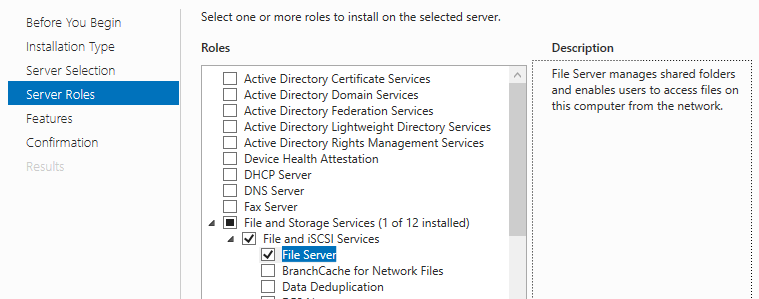 Select one or more roles to install on the selected server.
Before You Begin
Installation Type
Server Selection
Server Roles
Features
Confirmation
Results
Roles
Active Directory Certificate Services
Active Directory Domain Services
Active Directory Federation Services
Active Directory Lightweight Directory Services
Active Directory Rights Management Services
Device Health Attestation
DHCP Server
DNS Server
Fax Server
File and Storage Services (1 of 12 installed)
File and iSCSI Services
File Server
BranchCache for Network Files
Data Deduplication
Description
File Server manages shared folders
and enables users to access files on
this computer from the network.